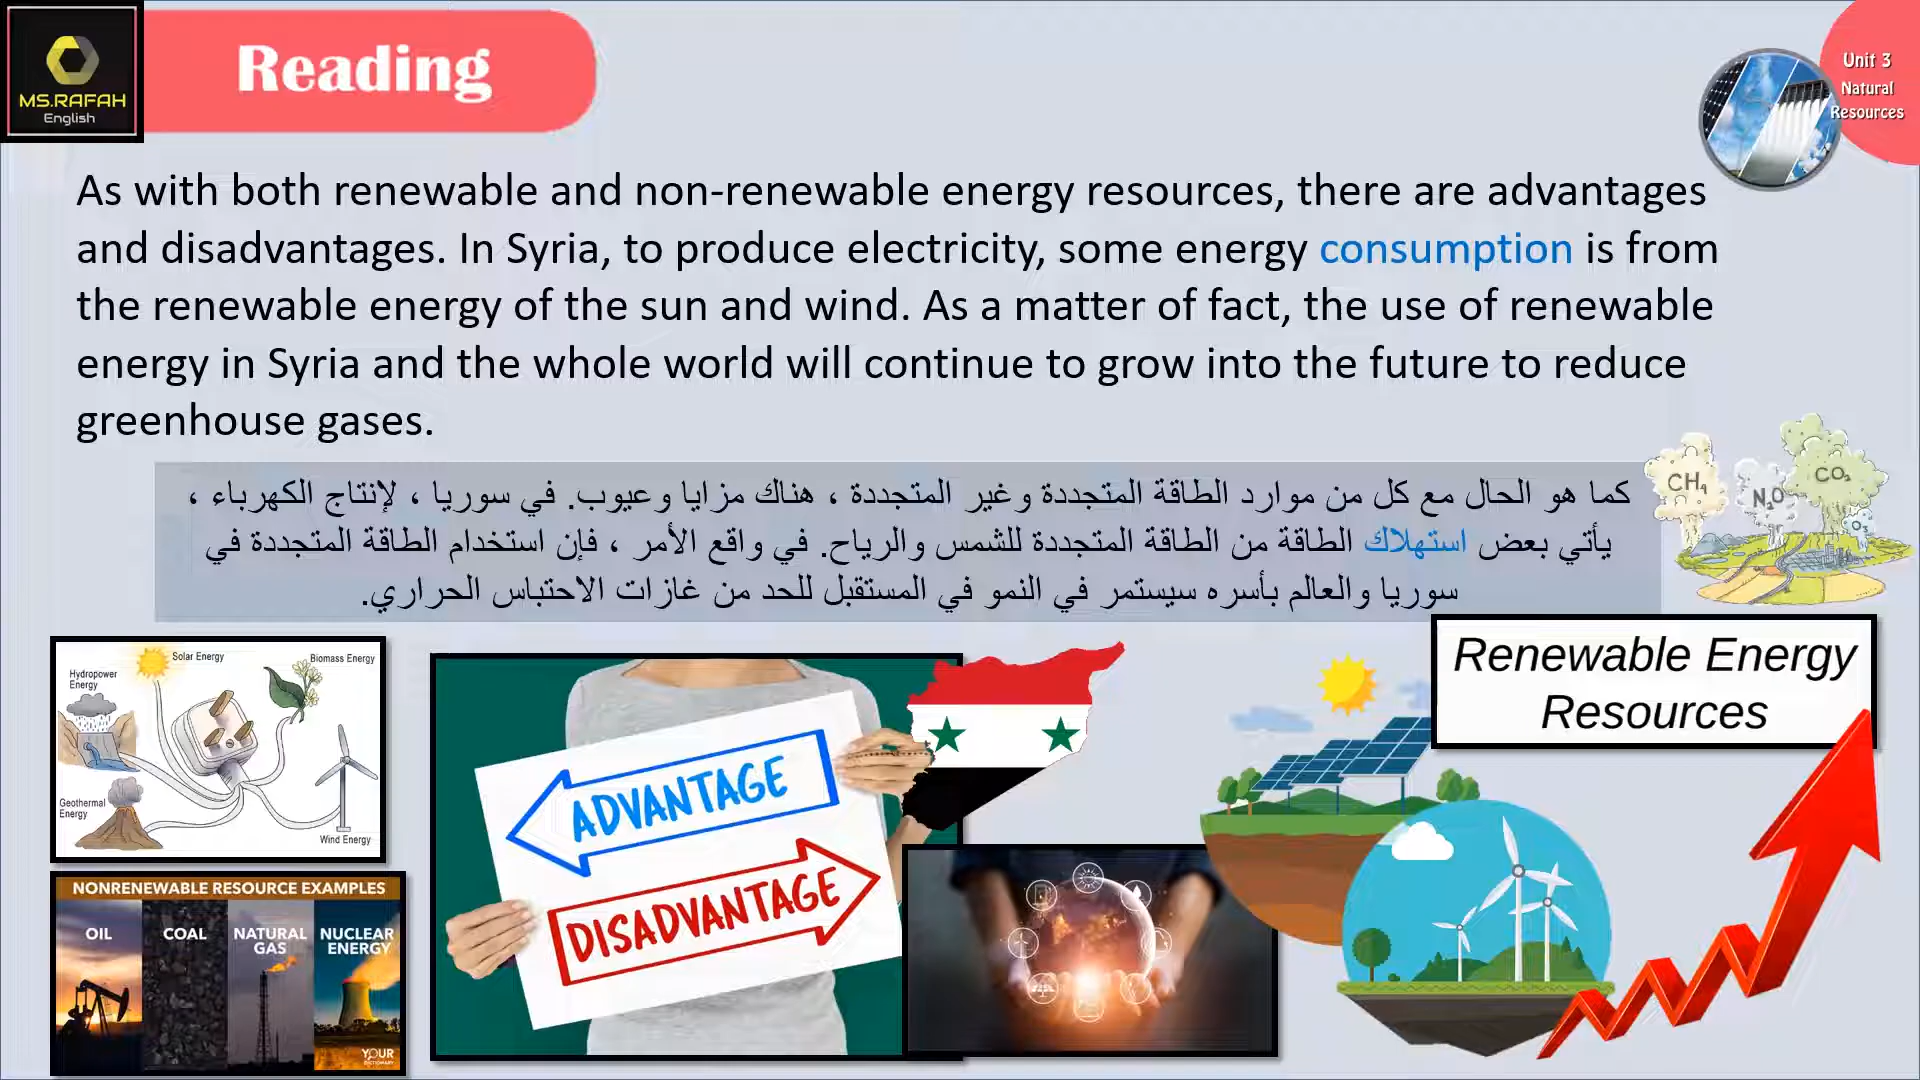 MS.RAFAH
English
Reading
Unit 3
Natural
Resources
As with both renewable and non-renewable energy resources, there are advantages
and disadvantages. In Syria, to produce electricity, some energy consumption is from
the renewable energy of the sun and wind. As a matter of fact, the use of renewable
energy in Syria and the whole world will continue to grow into the future to reduce
greenhouse gases.
كما هو الحال مع كل من موارد الطاقة المتجددة وغير المتجددة ، هناك مزايا وعيوب. في سوريا ، لإنتاج الكهرباء ،
يأتي بعض استهلاك الطاقة من الطاقة المتجددة للشمس والرياح. في واقع الأمر ، فإن استخدام الطاقة المتجددة في
سوريا والعالم بأسره سيستمر في النمو في المستقبل للحد من غازات الاحتباس الحراري.
CH4
N2O
CO2
O3
Solar Energy
Biomass Energy
Hydropower
Energy
Geothermal
Energy
Wind Energy
NONRENEWABLE RESOURCE EXAMPLES
OIL
COAL
NATURAL
GAS
NUCLEAR
ENERGY
YOUR
DICTIONARY
ADVANTAGE
DISADVANTAGE
Renewable Energy
Resources